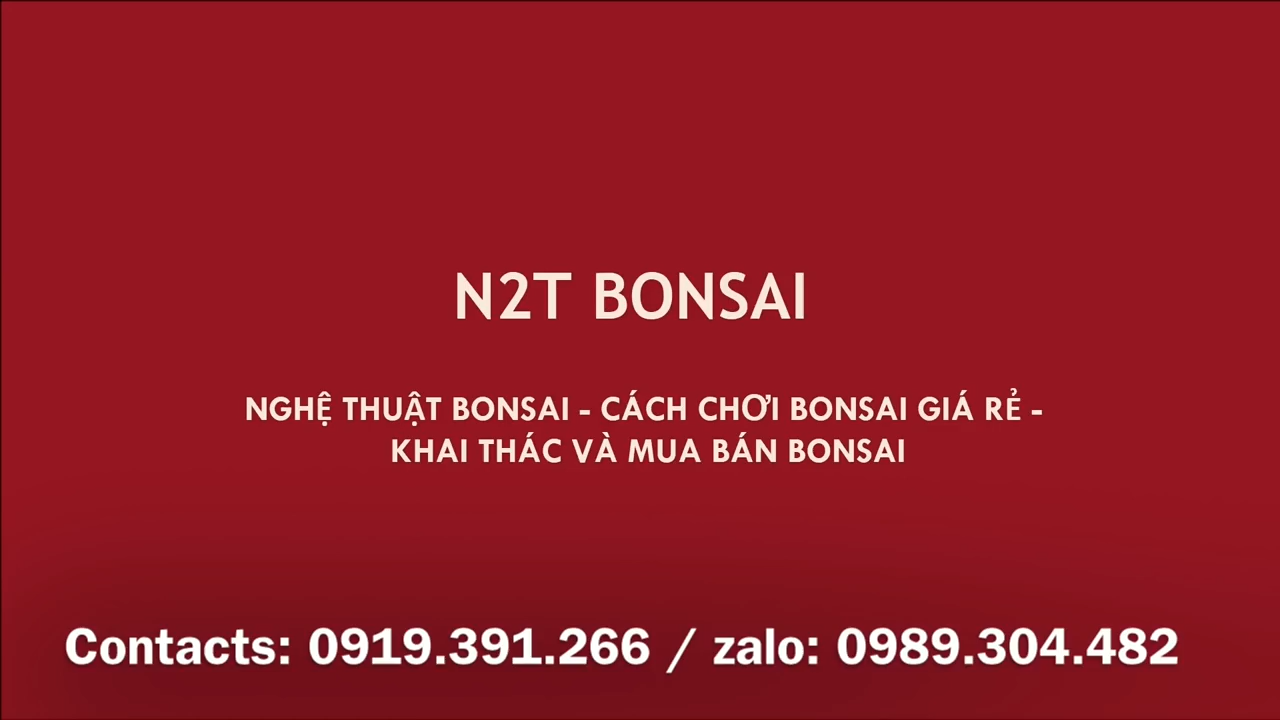 N2T BONSAI
NGHỆ THUẬT BONSAI - CÁCH CHƠI BONSAI GIÁ RẺ -
KHAI THÁC VÀ MUA BÁN BONSAI
Contacts: 0919.391.266 / zalo: 0989.304.482